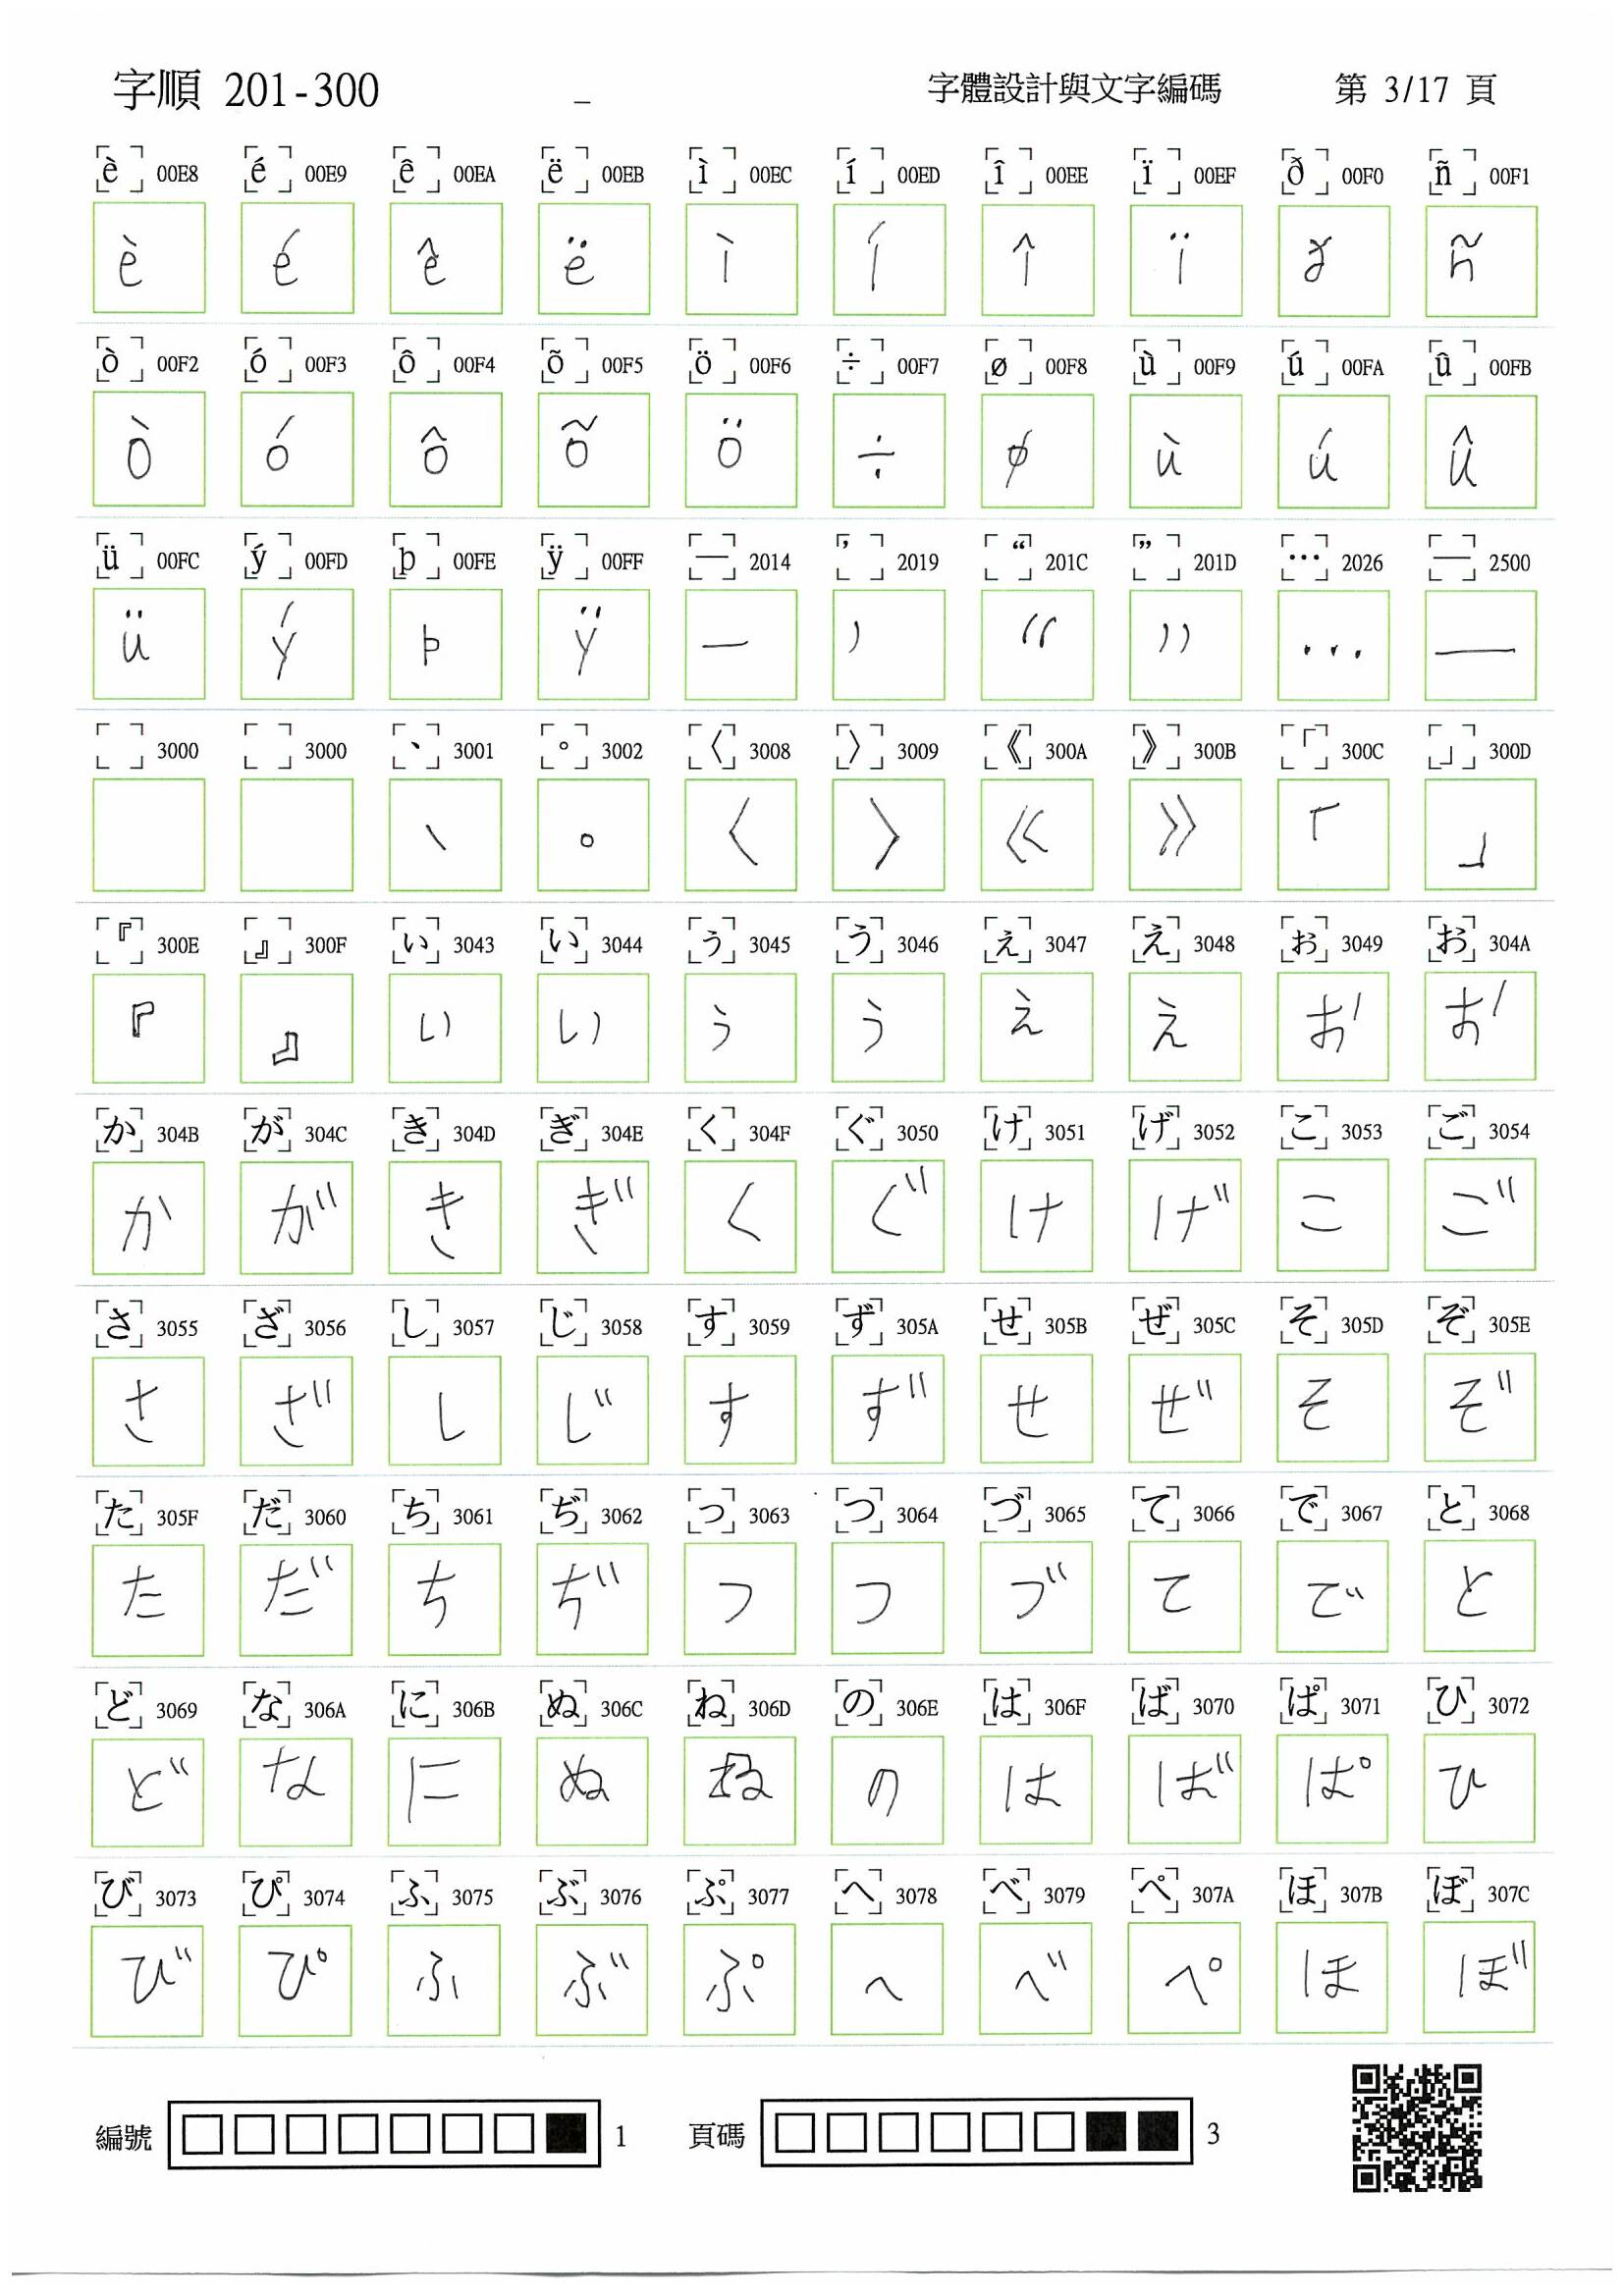 字順 201-300 – 字體設計與文字編碼 第 3/17 頁
è 00E8 é 00E9 ê 00EA ë 00EB ì 00EC í 00ED î 00EE ï 00EF ð 00F0 ñ 00F1
è é ê ë ì í î ï ð ñ
ò 00F2 ó 00F3 ô 00F4 õ 00F5 ö 00F6 ÷ 00F7 ø 00F8 ù 00F9 ú 00FA û 00FB
ò ó ô õ ö ÷ ø ù ú û
ü 00FC ý 00FD þ 00FE ÿ 00FF — 2014 ’ 2019 “ 201C ” 201D … 2026 ─ 2500
ü ý þ ÿ — ’ “ ” … ─
3000 3000 、 3001 。 3002 〈 3008 〉 3009 《 300A 》 300B 「 300C 」 300D
、 。 〈 〉 《 》 「 」
『 300E 』 300F ぃ 3043 い 3044 ぅ 3045 う 3046 ぇ 3047 え 3048 ぉ 3049 お 304A
『 』 ぃ い ぅ う ぇ え ぉ お
か 304B が 304C き 304D ぎ 304E く 304F ぐ 3050 け 3051 げ 3052 こ 3053 ご 3054
か が き ぎ く ぐ け げ こ ご
さ 3055 ざ 3056 し 3057 じ 3058 す 3059 ず 305A せ 305B ぜ 305C そ 305D ぞ 305E
さ ざ し じ す ず せ ぜ そ ぞ
た 305F だ 3060 ち 3061 ぢ 3062 っ 3063 つ 3064 づ 3065 て 3066 で 3067 と 3068
た だ ち ぢ っ つ づ て で と
ど 3069 な 306A に 306B ぬ 306C ね 306D の 306E は 306F ば 3070 ぱ 3071 ひ 3072
ど な に ぬ ね の は ば ぱ ひ
び 3073 ぴ 3074 ふ 3075 ぶ 3076 ぷ 3077 へ 3078 べ 3079 ぺ 307A ほ 307B ぼ 307C
び ぴ ふ ぶ ぷ へ べ ぺ ほ ぼ
編號 1 頁碼 3